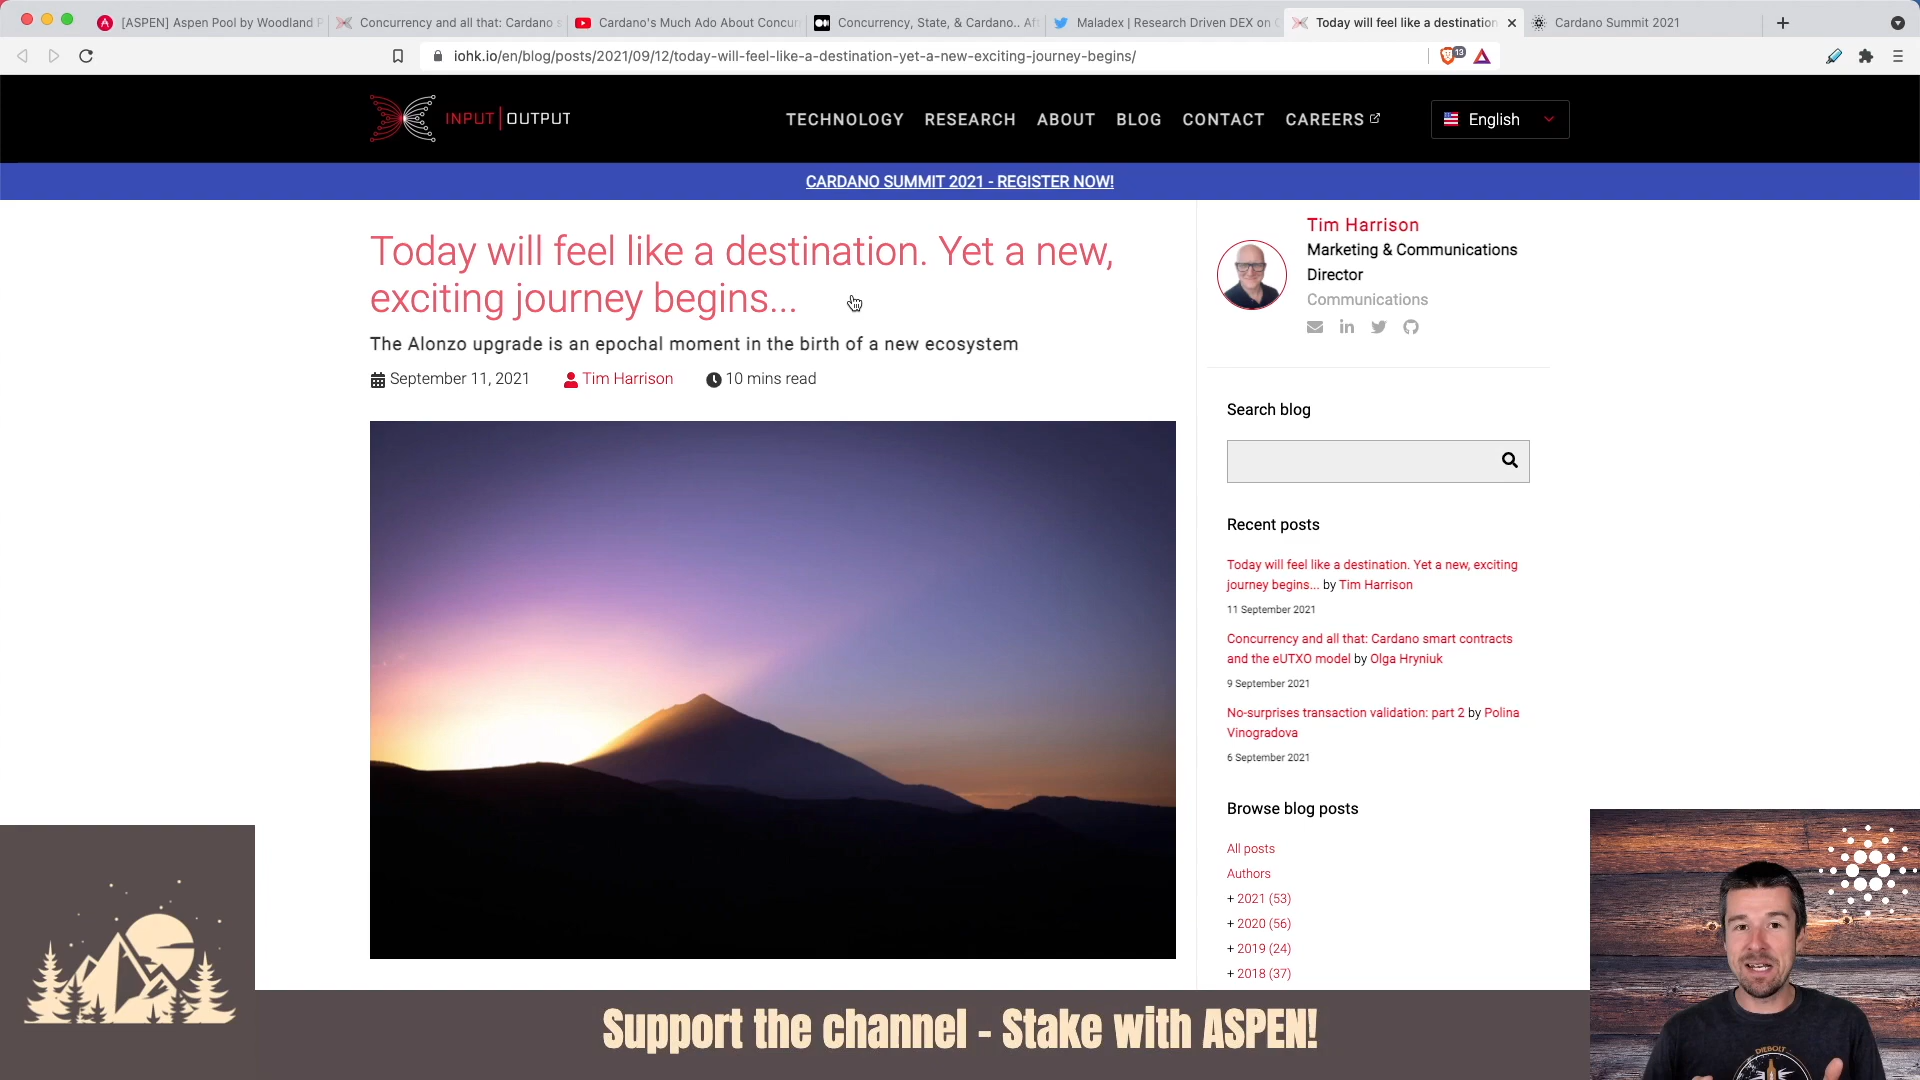 [ASPEN] Aspen Pool by Woodland P
Concurrency and all that: Cardano s
Cardano's Much Ado About Concur
Concurrency, State, & Cardano.. Af
Maladex | Research Driven DEX on C
Today will feel like a destination
Cardano Summit 2021
iohk.io/en/blog/posts/2021/09/12/today-will-feel-like-a-destination-yet-a-new-exciting-journey-begins/
13
INPUT | OUTPUT
TECHNOLOGY RESEARCH ABOUT BLOG CONTACT CAREERS
English
CARDANO SUMMIT 2021 - REGISTER NOW!
Today will feel like a destination. Yet a new,
exciting journey begins...
The Alonzo upgrade is an epochal moment in the birth of a new ecosystem
September 11, 2021 Tim Harrison 10 mins read
Tim Harrison
Marketing & Communications
Director
Communications
Search blog
Recent posts
Today will feel like a destination. Yet a new, exciting
journey begins... by Tim Harrison
11 September 2021
Concurrency and all that: Cardano smart contracts
and the eUTXO model by Olga Hryniuk
9 September 2021
No-surprises transaction validation: part 2 by Polina
Vinogradova
6 September 2021
Browse blog posts
All posts
Authors
+ 2021 (53)
+ 2020 (56)
+ 2019 (24)
+ 2018 (37)
Support the channel - Stake with ASPEN!
DIEBOLT